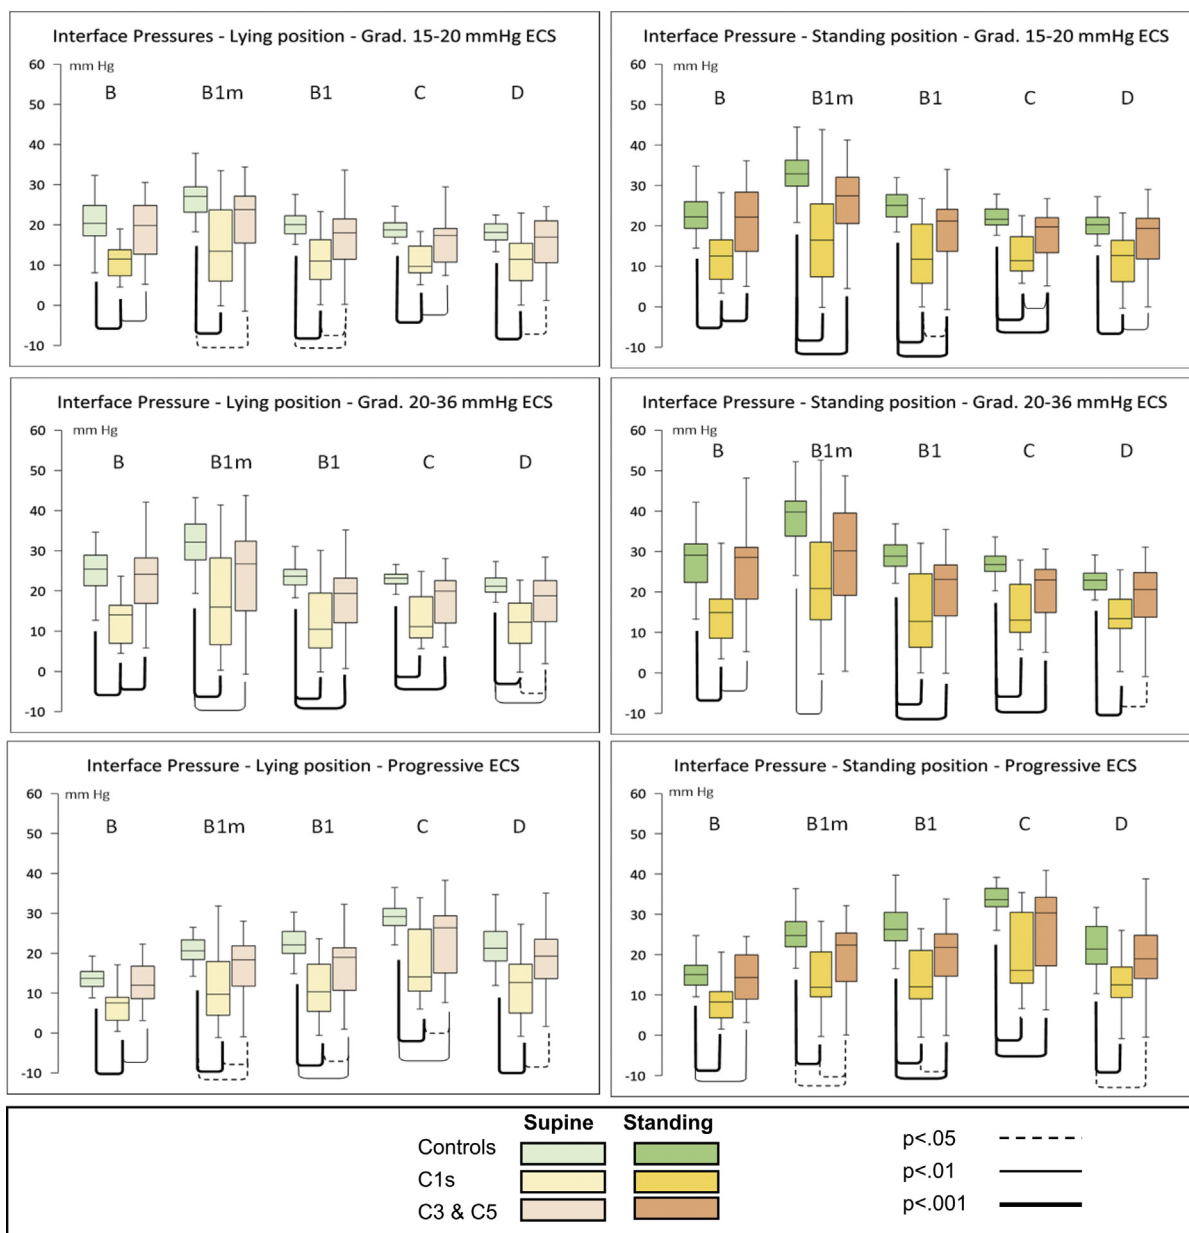 Interface Pressures - Lying position - Grad. 15-20 mmHg ECS
60 mm Hg
B B1m B1 C D
50
40
30
20
10
0
-10
Interface Pressure - Standing position - Grad. 15-20 mmHg ECS
60 mm Hg
B B1m B1 C D
50
40
30
20
10
0
-10
Interface Pressure - Lying position - Grad. 20-36 mmHg ECS
60 mm Hg
B B1m B1 C D
50
40
30
20
10
0
-10
Interface Pressure - Standing position - Grad. 20-36 mmHg ECS
60 mm Hg
B B1m B1 C D
50
40
30
20
10
0
-10
Interface Pressure - Lying position - Progressive ECS
60 mm Hg
B B1m B1 C D
50
40
30
20
10
0
-10
Interface Pressure - Standing position - Progressive ECS
60 mm Hg
B B1m B1 C D
50
40
30
20
10
0
-10
Supine Standing
Controls
C1s
C3 & C5
p<.05
p<.01
p<.001